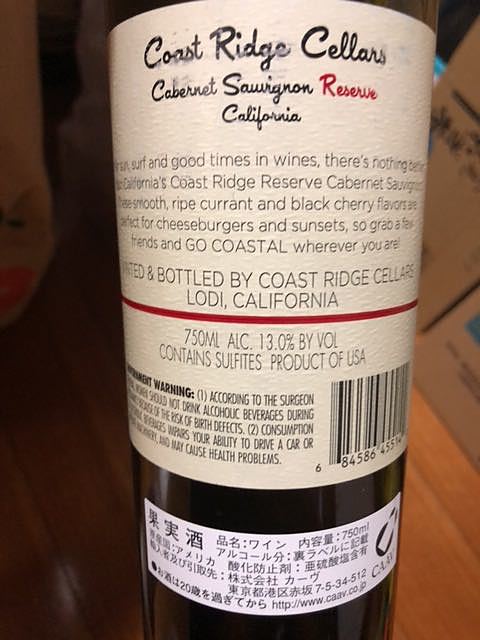 Coast Ridge Cellars
Cabernet Sauvignon Reserve
California
sun, surf and good times in wines, there's nothing
California's Coast Ridge Reserve Cabernet Sauvignon
smooth, ripe currant and black cherry flavors are
perfect for cheeseburgers and sunsets, so grab a few
friends and GO COASTAL wherever you are!
& BOTTLED BY COAST RIDGE CELLARS
LODI, CALIFORNIA
750ML ALC. 13.0% BY VOL
CONTAINS SULFITES PRODUCT OF USA
WARNING: (1) ACCORDING TO THE SURGEON
WOMEN SHOULD NOT DRINK ALCOHOLIC BEVERAGES DURING
BECAUSE OF THE RISK OF BIRTH DEFECTS. (2) CONSUMPTION
BEVERAGES IMPAIRS YOUR ABILITY TO DRIVE A CAR OR
MACHINERY, AND MAY CAUSE HEALTH PROBLEMS.
6 84586 4551
果実酒 品名:ワイン 内容量:750ml
原産国:アメリカ アルコール分:裏ラベルに記載
酸化防止剤:亜硫酸塩含有
輸入者及び引取先:株式会社 カーヴ
東京都港区赤坂7-5-34-512
●お酒は20歳を過ぎてから http://www.caav.co.jp